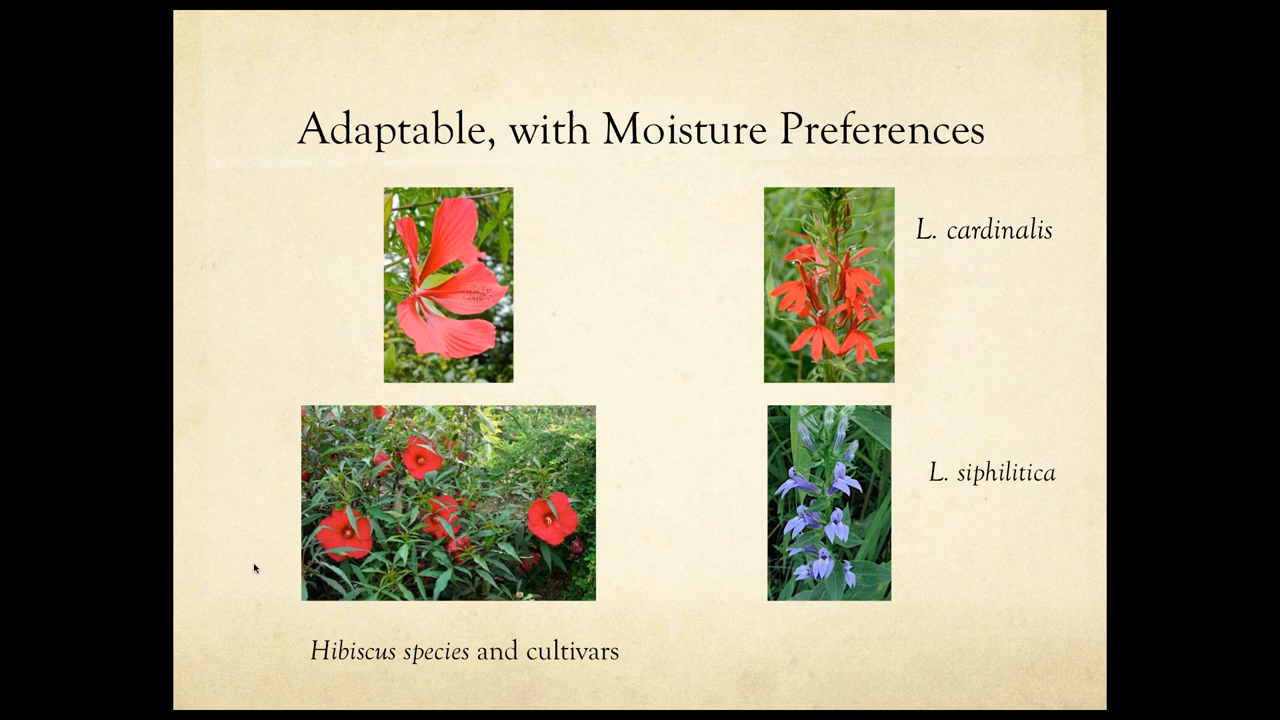 Adaptable, with Moisture Preferences
L. cardinalis
L. siphilitica
Hibiscus species and cultivars